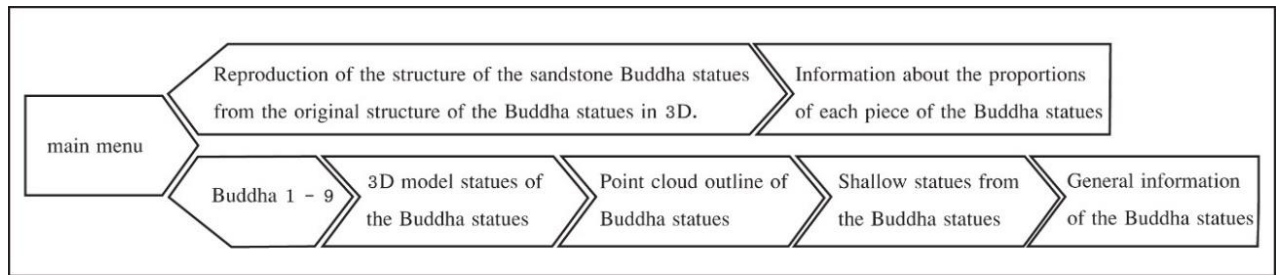 main menu
Reproduction of the structure of the sandstone Buddha statues
from the original structure of the Buddha statues in 3D.
Information about the proportions
of each piece of the Buddha statues
Buddha 1 - 9
3D model statues of
the Buddha statues
Point cloud outline of
Buddha statues
Shallow statues from
the Buddha statues
General information
of the Buddha statues